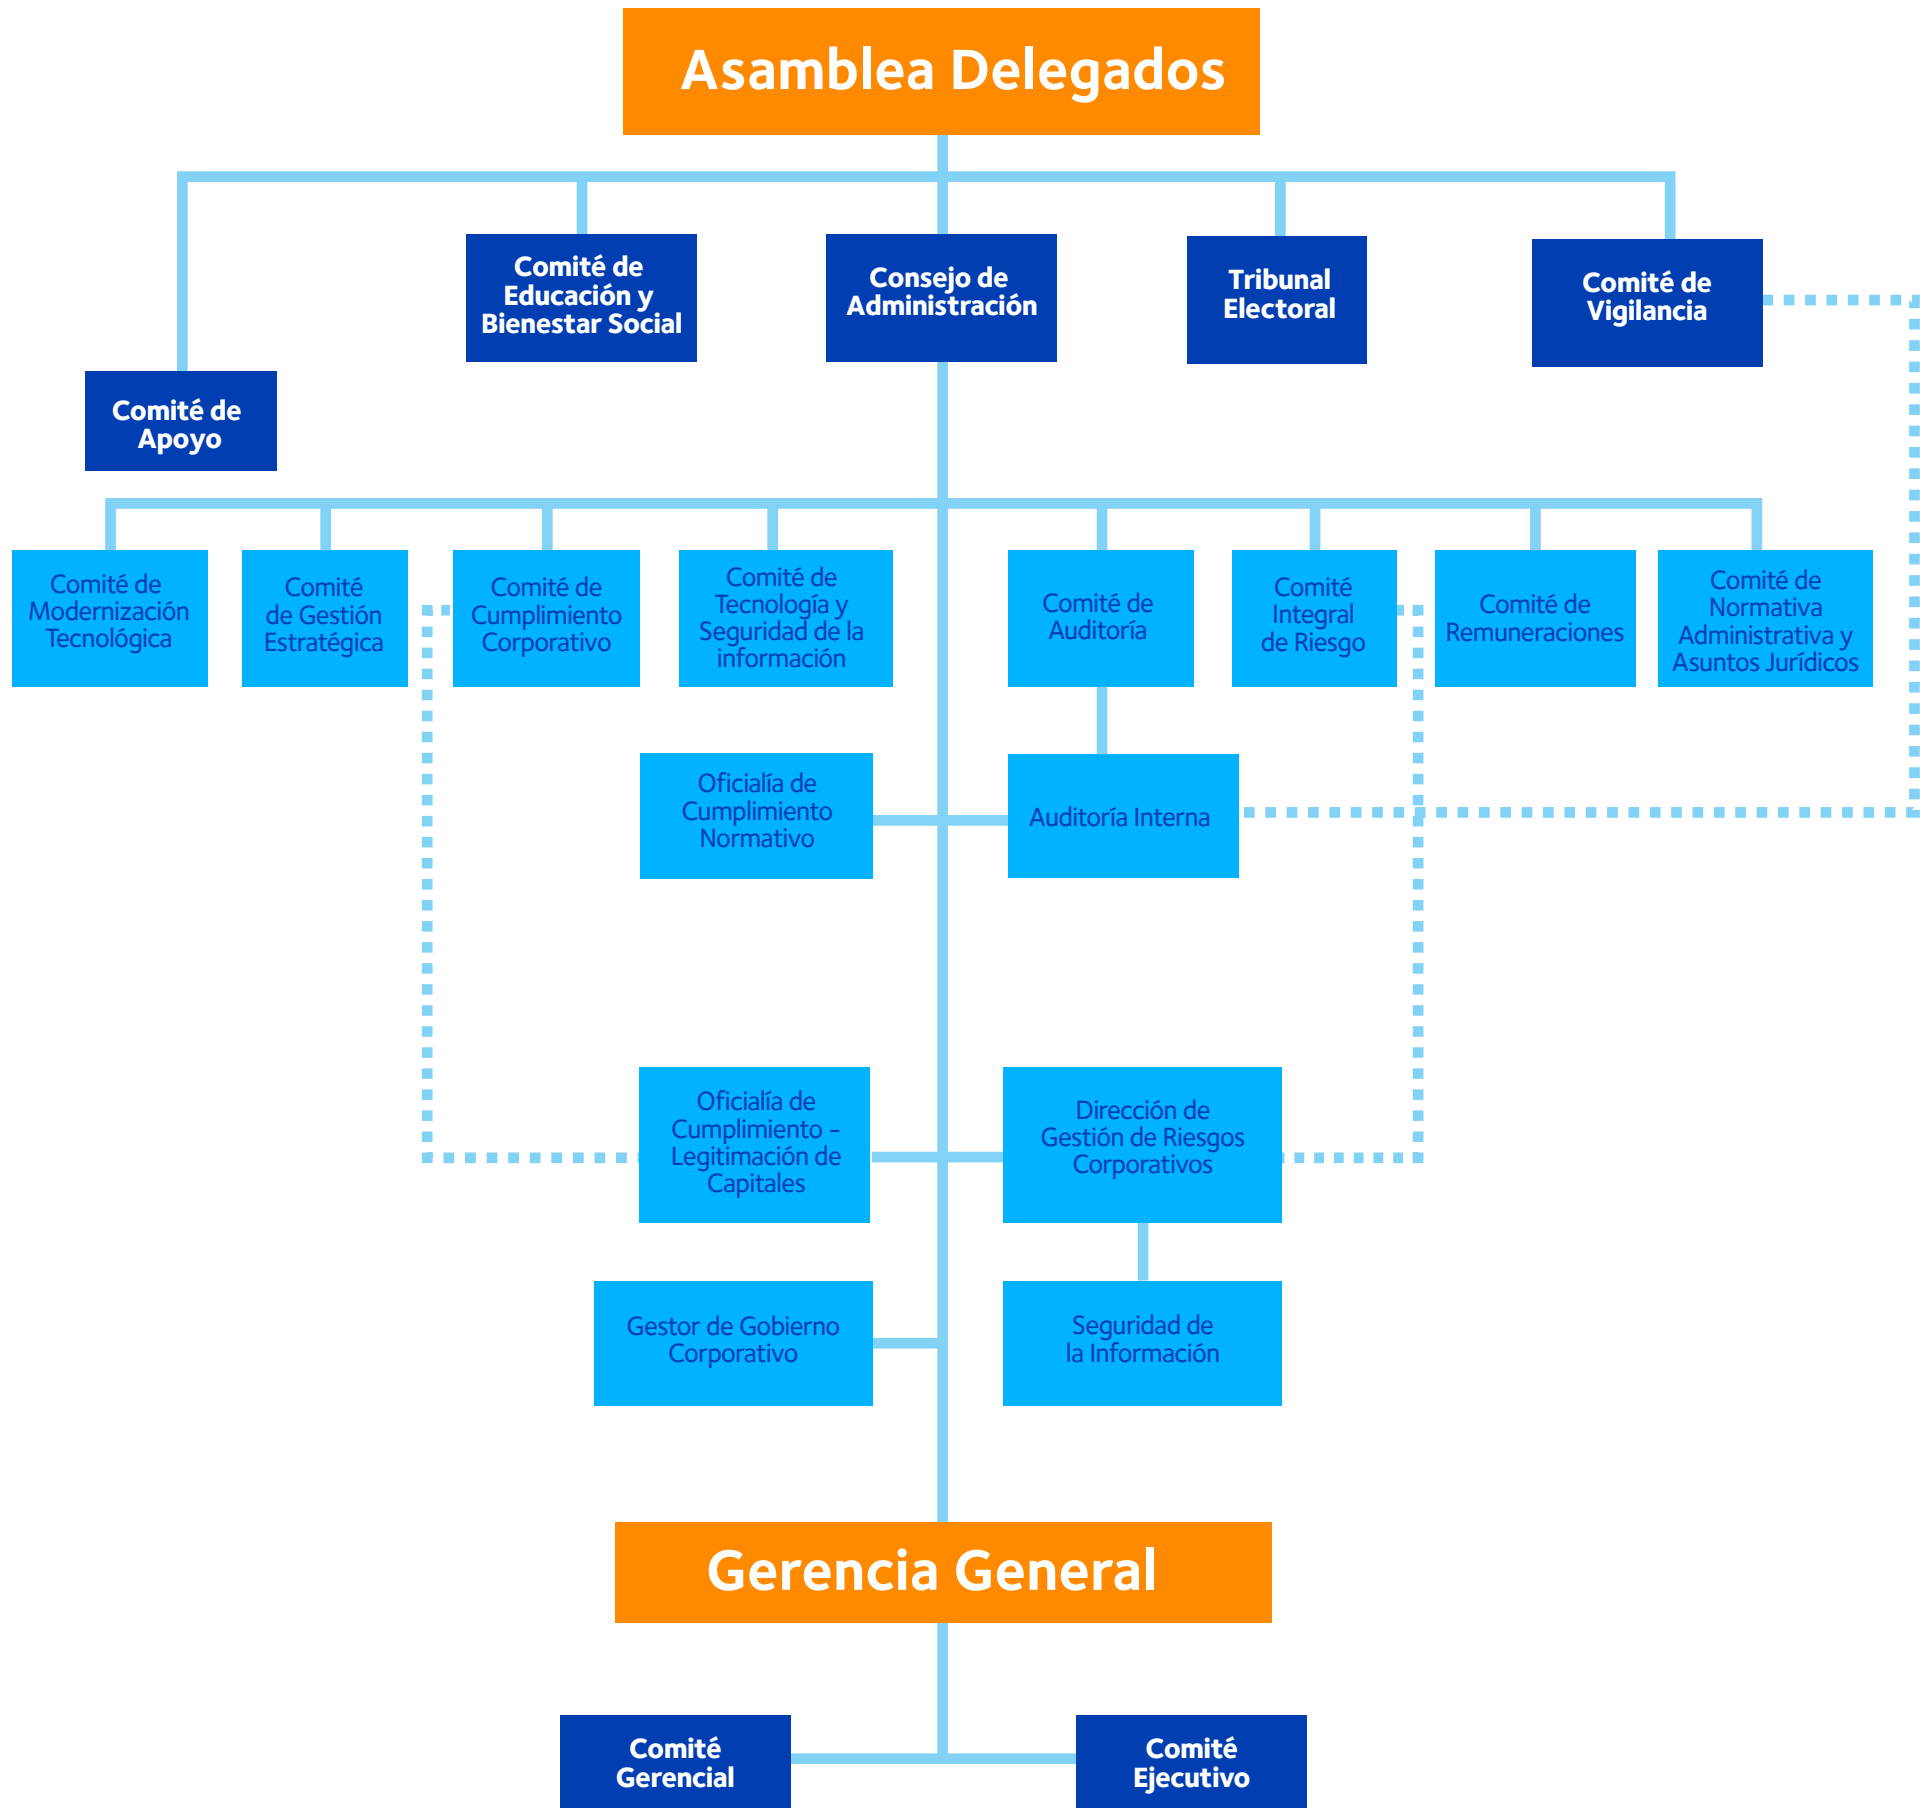 Asamblea Delegados
Comité de
Educación y
Bienestar Social
Consejo de
Administración
Tribunal
Electoral
Comité de
Vigilancia
Comité de
Apoyo
Comité de
Modernización
Tecnológica
Comité
de Gestión
Estratégica
Comité de
Cumplimiento
Corporativo
Comité de
Tecnología y
Seguridad de la
información
Comité de
Auditoría
Comité
Integral
de Riesgo
Comité de
Remuneraciones
Comité de
Normativa
Administrativa y
Asuntos Jurídicos
Oficialía de
Cumplimiento
Normativo
Auditoría Interna
Oficialía de
Cumplimiento –
Legitimación de
Capitales
Dirección de
Gestión de Riesgos
Corporativos
Gestor de Gobierno
Corporativo
Seguridad de
la Información
Gerencia General
Comité
Gerencial
Comité
Ejecutivo